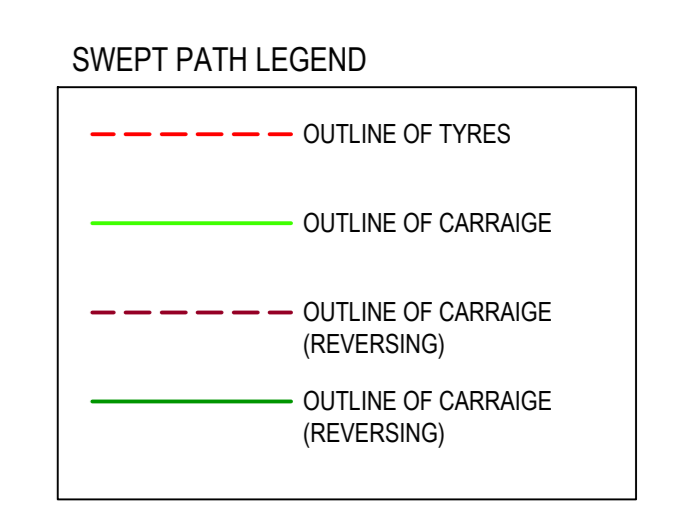 SWEPT PATH LEGEND
OUTLINE OF TYRES
OUTLINE OF CARRAIGE
OUTLINE OF CARRAIGE
(REVERSING)
OUTLINE OF CARRAIGE
(REVERSING)